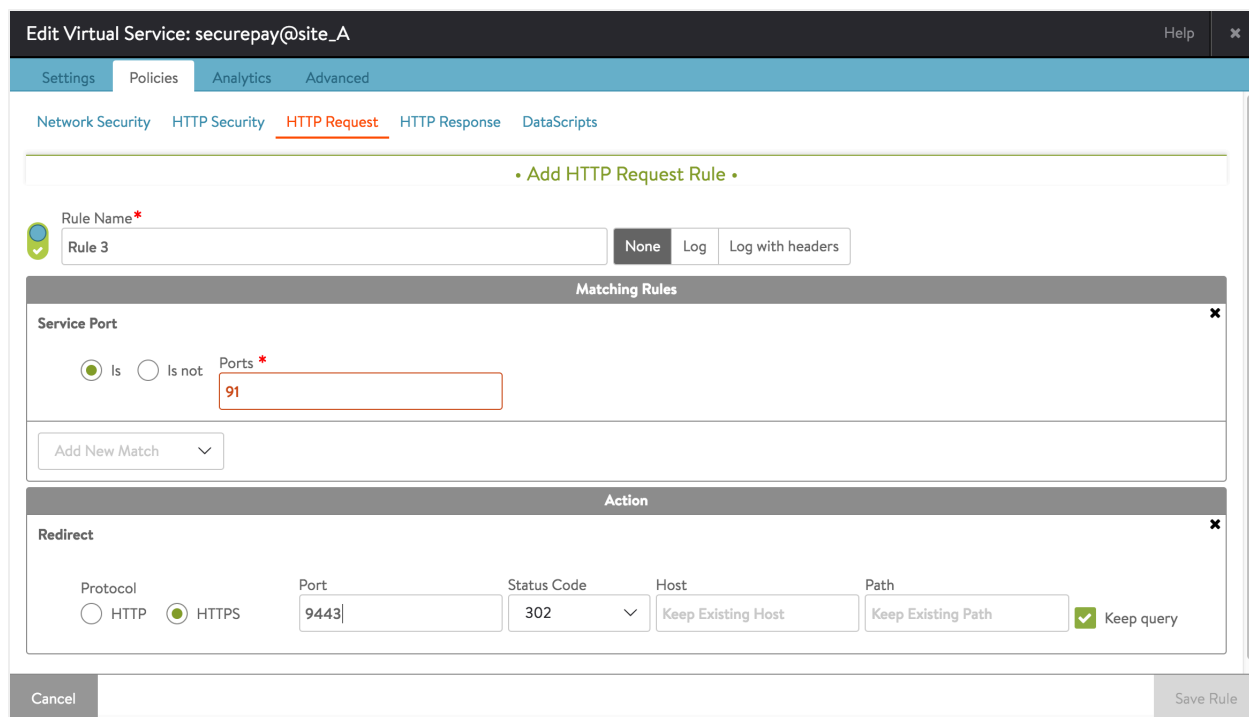 Edit Virtual Service: securepay@site_A
Help
×
Settings Policies Analytics Advanced
Network Security HTTP Security HTTP Request HTTP Response DataScripts
• Add HTTP Request Rule •
Rule Name*
Rule 3 None Log Log with headers
Matching Rules
Service Port
Is Is not Ports *
91
Add New Match
Action
Redirect
Protocol Port Status Code Host Path
HTTP HTTPS 9443 302 Keep Existing Host Keep Existing Path Keep query
Cancel Save Rule